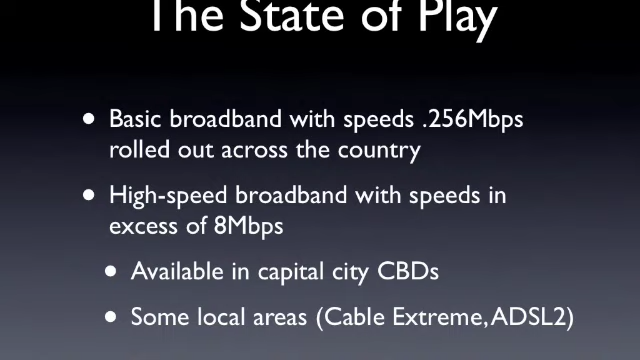 The State of Play
• Basic broadband with speeds .256Mbps
rolled out across the country
• High-speed broadband with speeds in
excess of 8Mbps
• Available in capital city CBDs
• Some local areas (Cable Extreme, ADSL2)